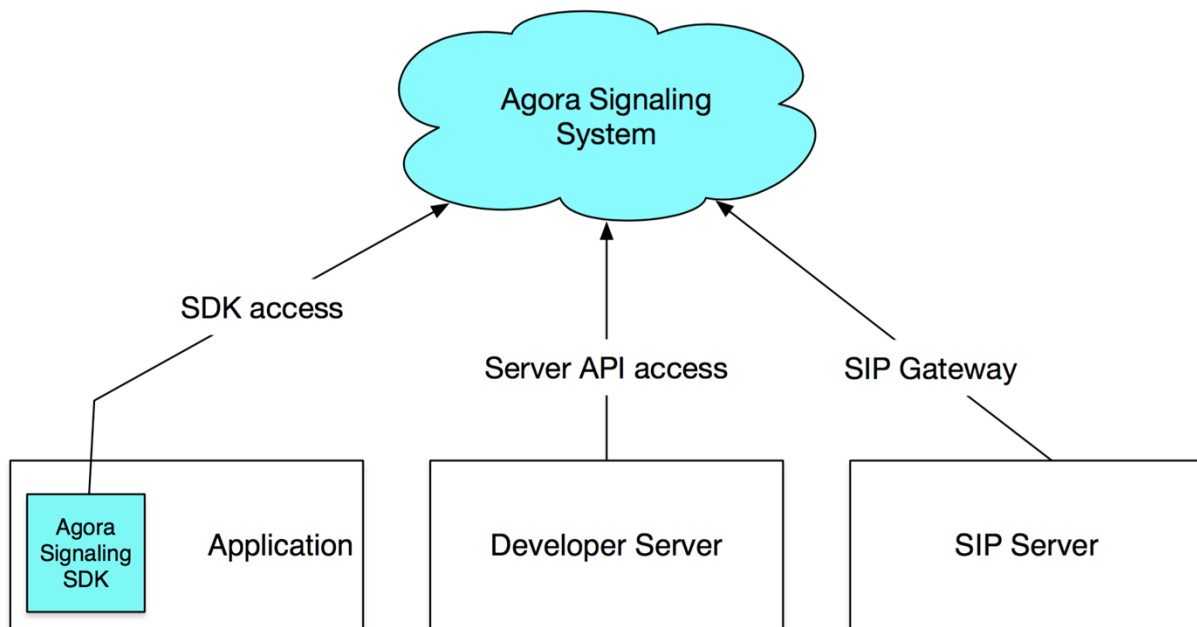 Agora Signaling
System
SDK access
Server API access
SIP Gateway
Agora
Signaling
SDK
Application
Developer Server
SIP Server